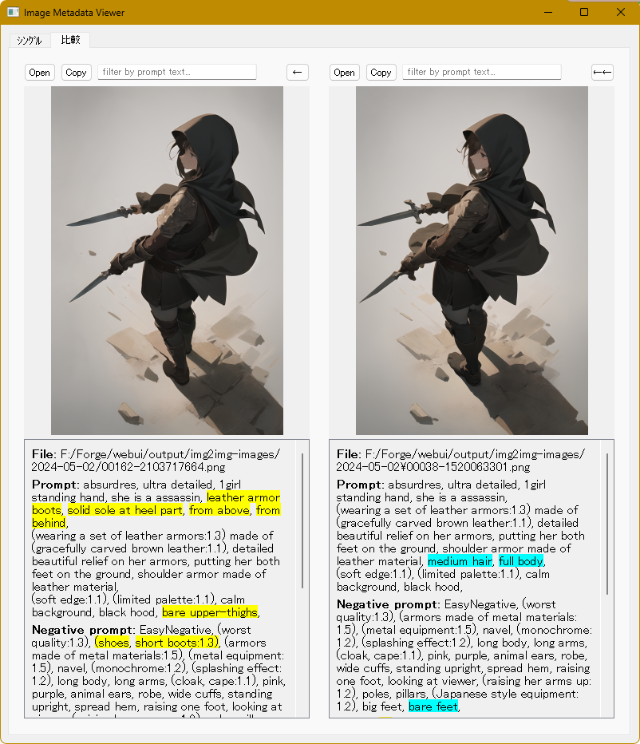 Image Metadata Viewer
シングル 比較
Open Copy filter by prompt text... ←
Open Copy filter by prompt text... ←←
File: F:/Forge/webui/output/img2img-images/
2024-05-02/00162-2103717664.png
Prompt: absurdres, ultra detailed, 1girl
standing hand, she is a assassin, leather armor
boots, solid sole at heel part, from above, from
behind,
(wearing a set of leather armors:1.3) made of
(gracefully carved brown leather:1.1), detailed
beautiful relief on her armors, putting her both
feet on the ground, shoulder armor made of
leather material,
(soft edge:1.1), (limited palette:1.1), calm
background, black hood, bare upper-thighs,
Negative prompt: EasyNegative, (worst
quality:1.3), (shoes, short boots:1.3), (armors
made of metal materials:1.5), (metal equipment:
1.5), navel, (monochrome:1.2), (splashing effect:
1.2), long body, long arms, (cloak, cape:1.1), pink,
purple, animal ears, robe, wide cuffs, standing
upright, spread hem, raising one foot, looking at
File: F:/Forge/webui/output/img2img-images/
2024-05-02¥00038-1520063301.png
Prompt: absurdres, ultra detailed, 1girl
standing hand, she is a assassin,
(wearing a set of leather armors:1.3) made of
(gracefully carved brown leather:1.1), detailed
beautiful relief on her armors, putting her both
feet on the ground, shoulder armor made of
leather material, medium hair, full body,
(soft edge:1.1), (limited palette:1.1), calm
background, black hood,
Negative prompt: EasyNegative, (worst
quality:1.3), (armors made of metal materials:
1.5), (metal equipment:1.5), navel, (monochrome:
1.2), (splashing effect:1.2), long body, long arms,
(cloak, cape:1.1), pink, purple, animal ears, robe,
wide cuffs, standing upright, spread hem, raising
one foot, looking at viewer, (raising her arms up:
1.2), poles, pillars, (Japanese style equipment:
1.2), big feet, bare feet,